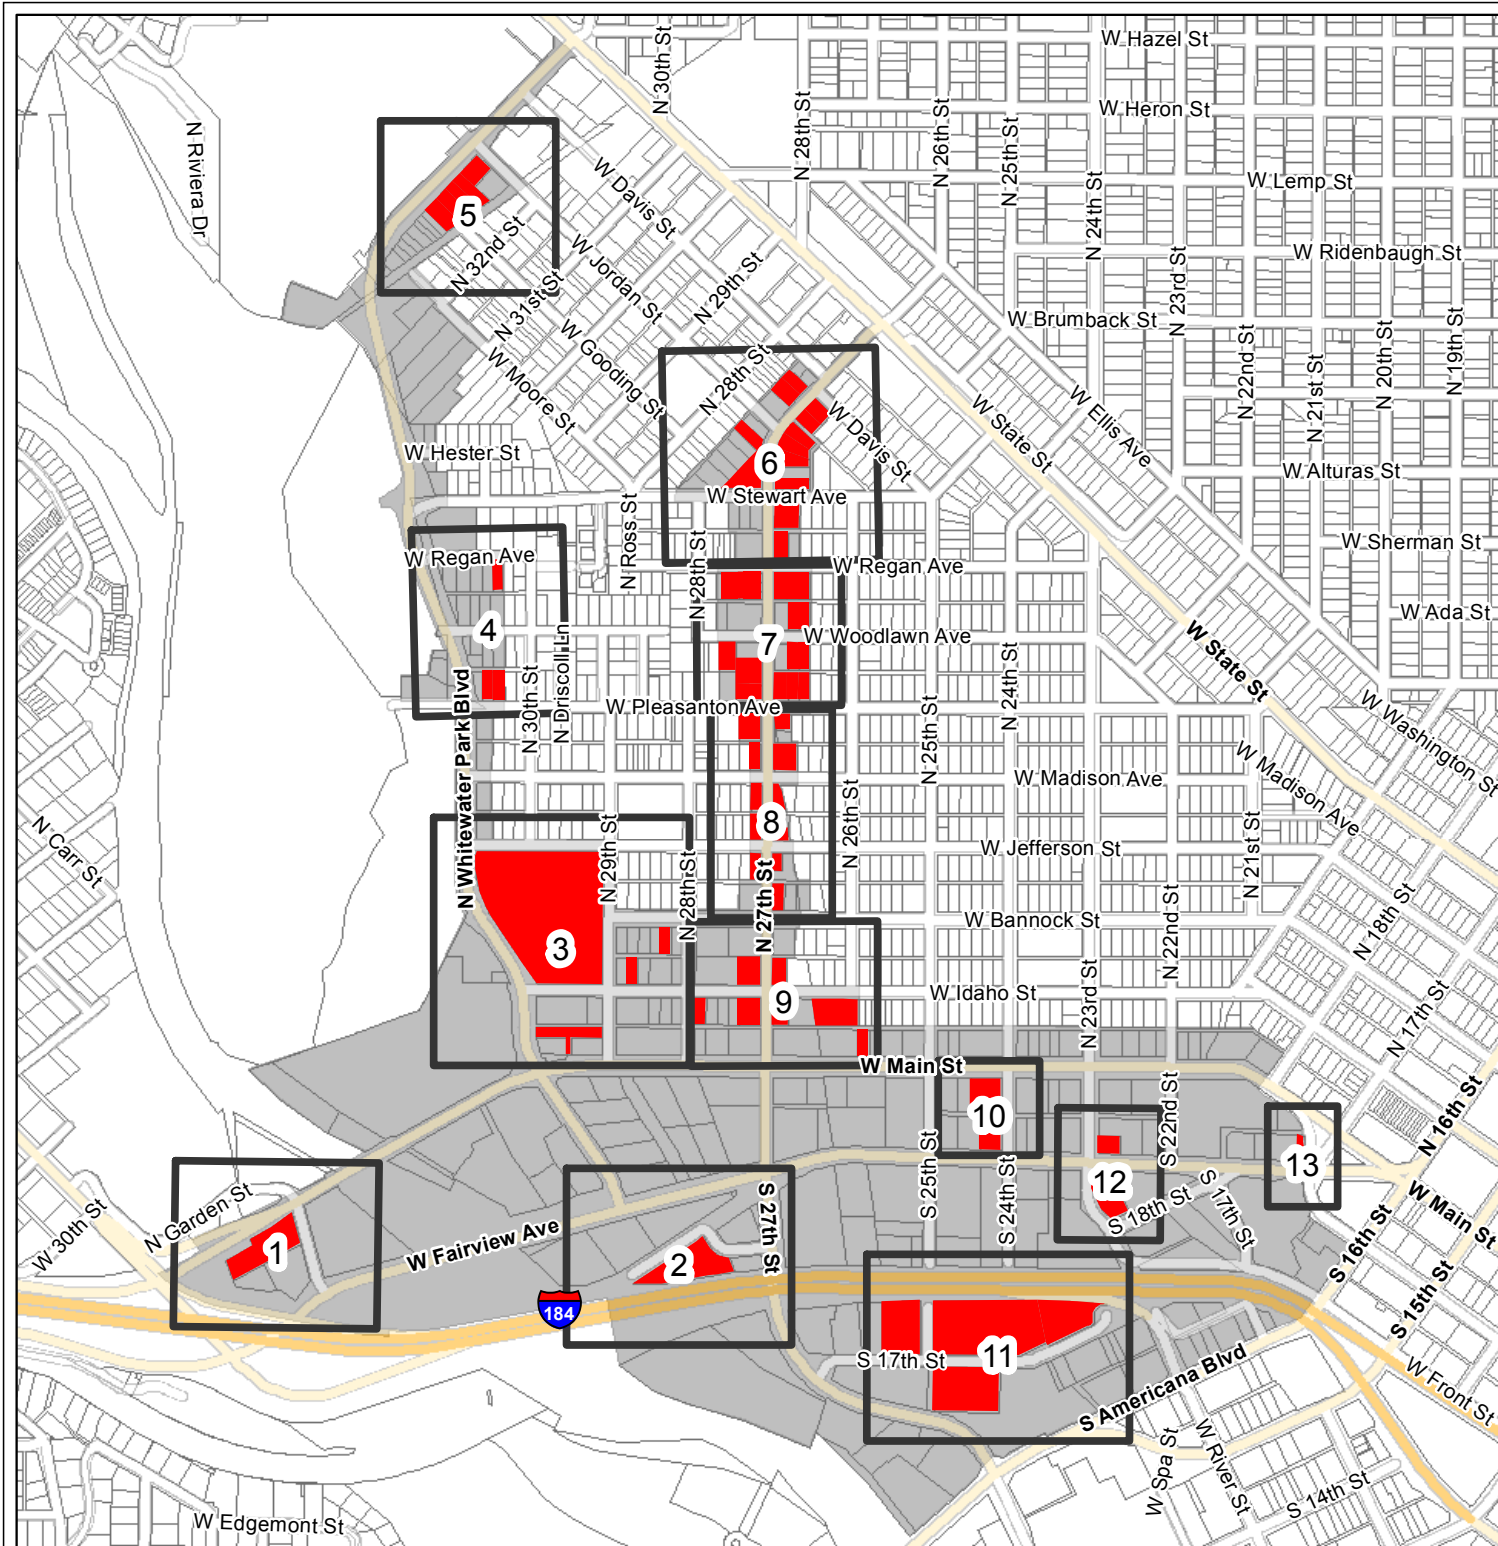 W Hazel St
N 30th St
W Heron St
N 28th St
N 26th St
N 25th St
N Riviera Dr
W Davis St
W Lemp St
N 24th St
5
N 32nd St
W Jordan St
N 29th St
W Ridenbaugh St
N 23rd St
N 31st St
W Brumback St
W Gooding St
N 22nd St
N 21st St
N 20th St
N 19th St
W Moore St
N 28th St
W Ellis Ave
W State St
W Davis St
W Hester St
6
W Alturas St
W Stewart Ave
N Ross St
W Sherman St
W Regan Ave
N 28th St
W Regan Ave
W Ada St
4
7
W Woodlawn Ave
W State St
N Driscoll Ln
N 30th St
N 24th St
W Pleasanton Ave
N Whitewater Park Blvd
N 25th St
W Washington St
W Madison Ave
W Madison Ave
8
N 26th St
N Carr St
N 29th St
W Jefferson St
N 21st St
N 28th St
N 27th St
W Bannock St
N 22nd St
N 18th St
3
9
W Idaho St
N 23rd St
N 17th St
W Main St
10
N 16th St
S 22nd St
13
S 25th St
12
S 24th St
S 18th St
S 17th St
W Main St
N Garden St
W 30th St
1
W Fairview Ave
2
S 27th St
S 16th St
184
S 15th St
S 17th St
11
S Americana Blvd
W Front St
W Spa St
W River St
S 14th St
W Edgemont St